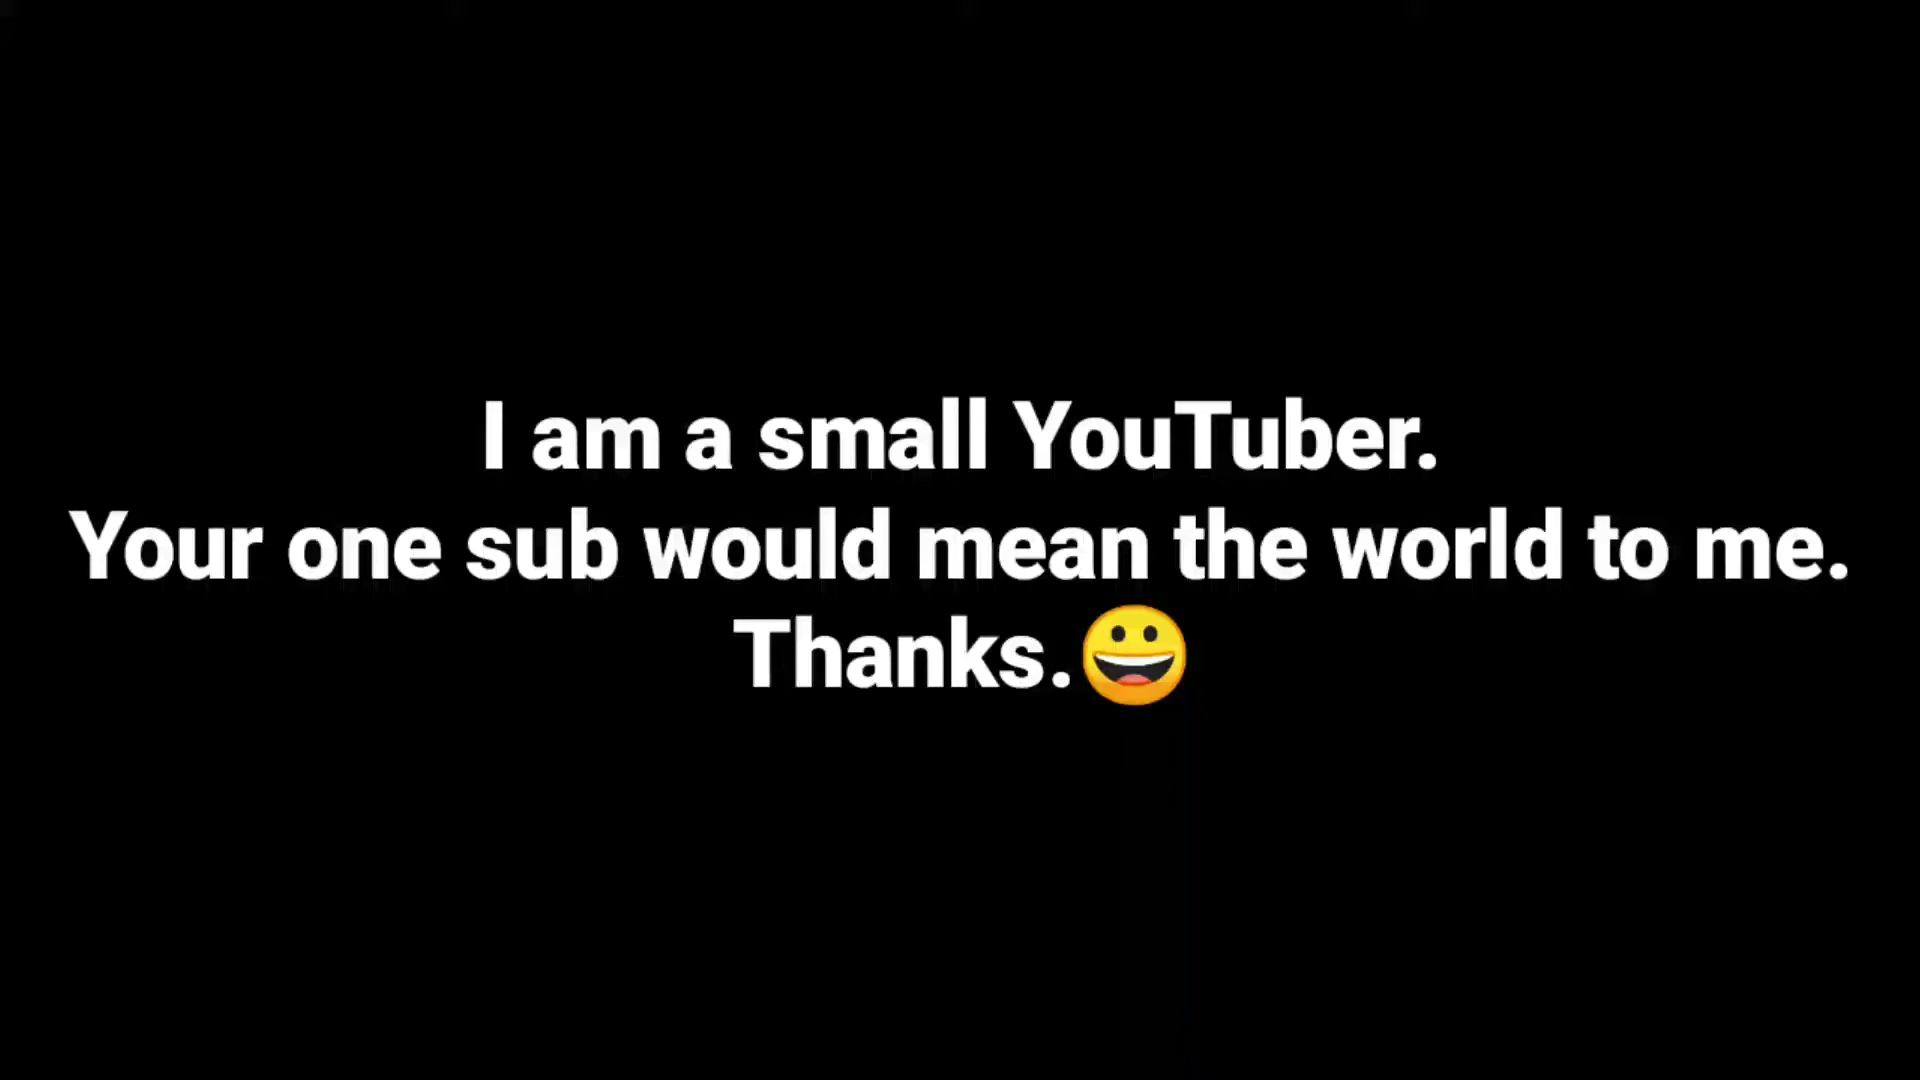 I am a small YouTuber.
Your one sub would mean the world to me.
Thanks.😀